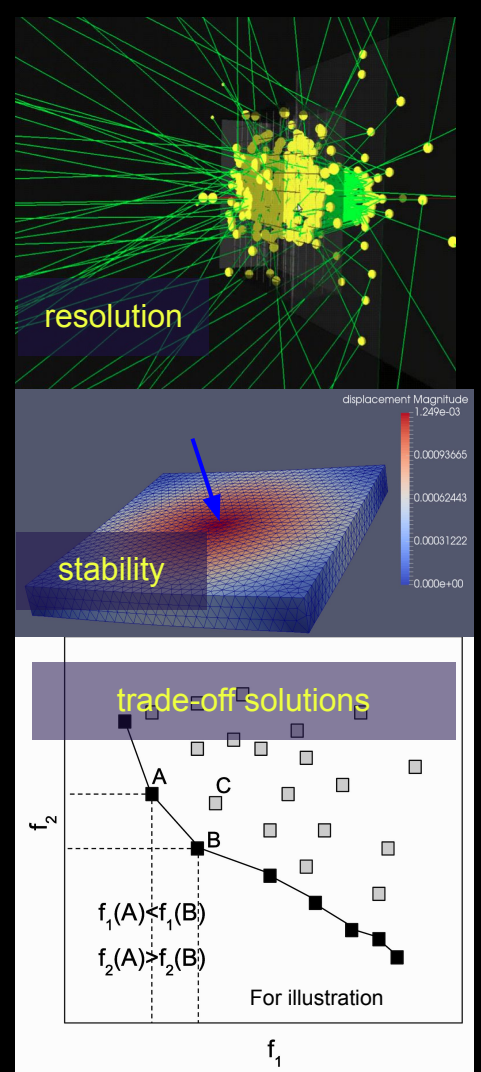 resolution
displacement Magnitude
1.249e-03
0.00093665
0.00062443
0.00031222
0.000e+00
stability
trade-off solutions
A
C
B
f2
f1(A)<f1(B)
f2(A)>f2(B)
For illustration
f1